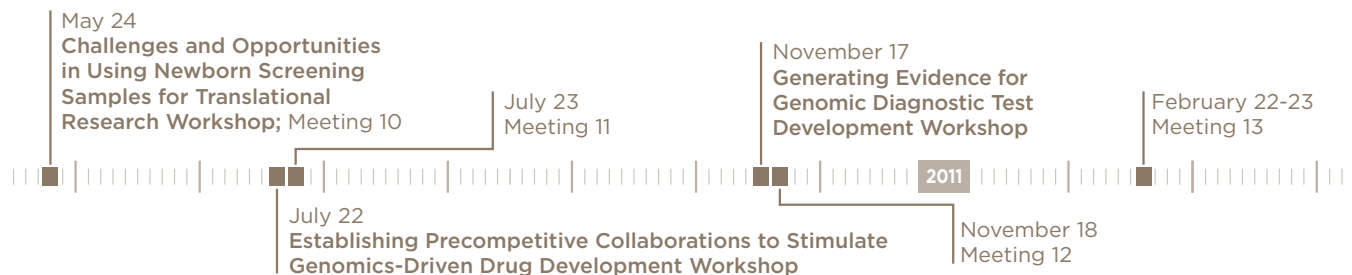 May 24
Challenges and Opportunities
in Using Newborn Screening
Samples for Translational
Research Workshop; Meeting 10
July 22
Establishing Precompetitive Collaborations to Stimulate
Genomics-Driven Drug Development Workshop
July 23
Meeting 11
November 17
Generating Evidence for
Genomic Diagnostic Test
Development Workshop
November 18
Meeting 12
2011
February 22-23
Meeting 13